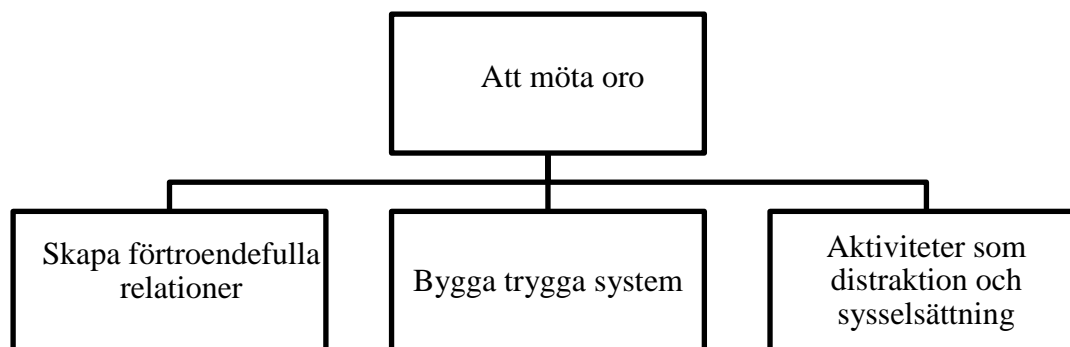 Att möta oro
Skapa förtroendefulla
relationer
Bygga trygga system
Aktiviteter som
distraktion och
sysselsättning